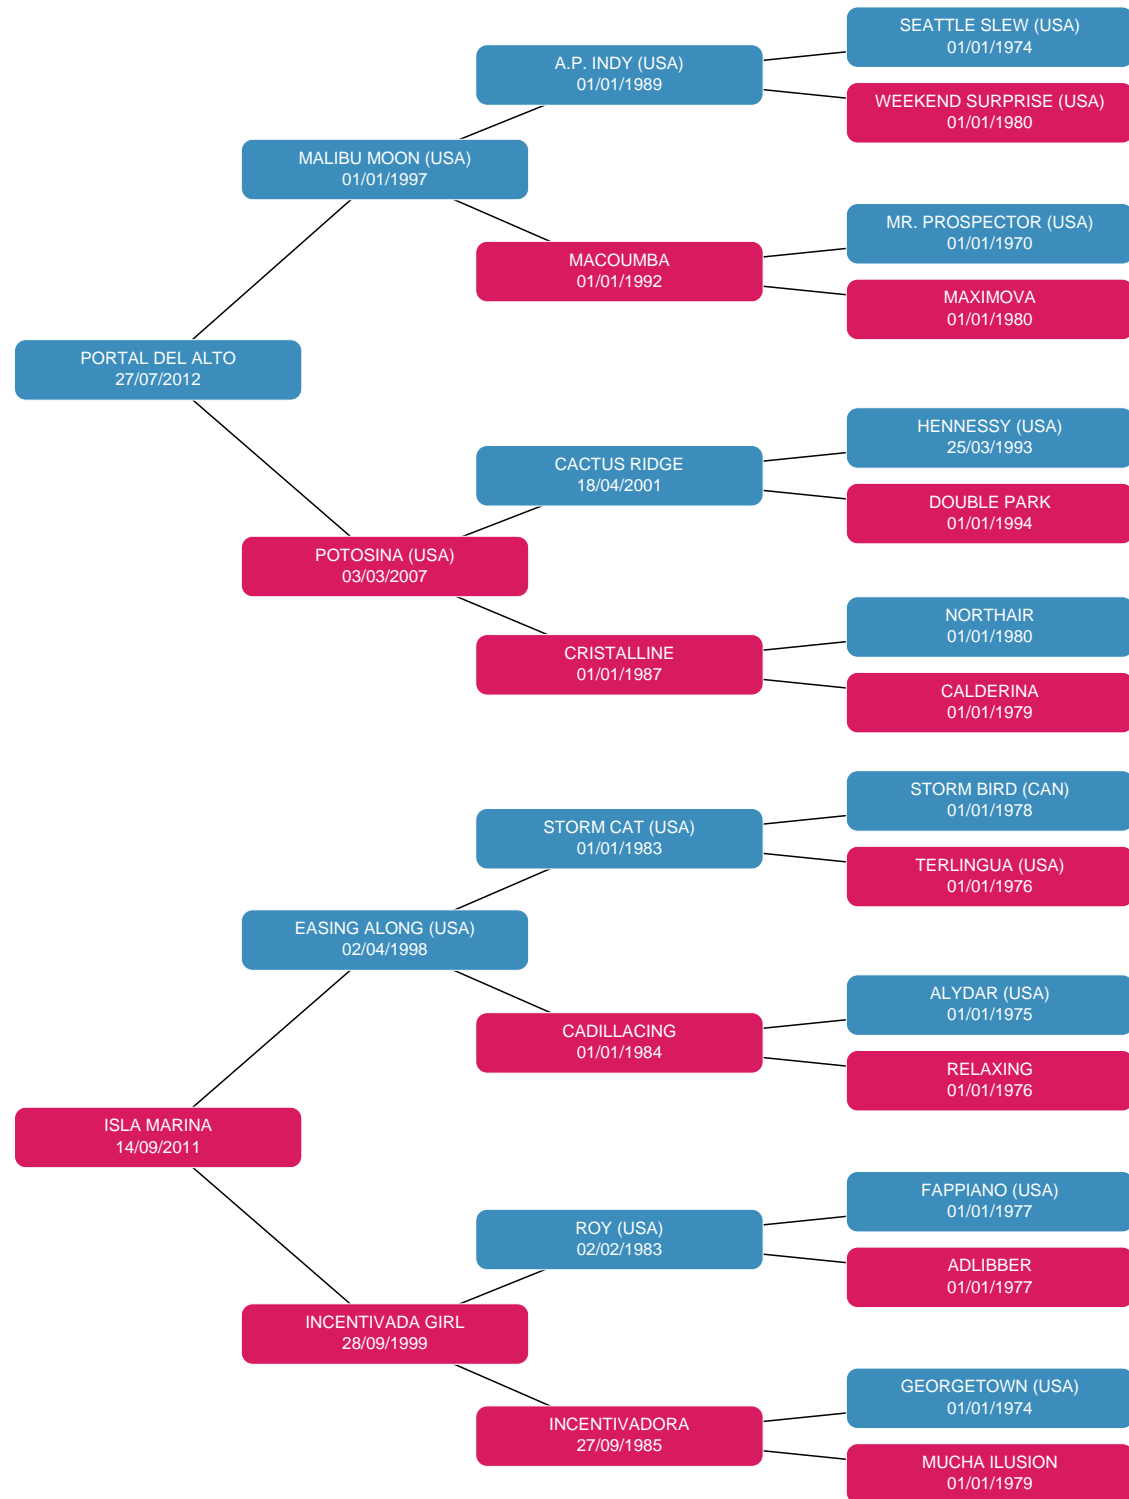 SEATTLE SLEW (USA)
01/01/1974
A.P. INDY (USA)
01/01/1989
WEEKEND SURPRISE (USA)
01/01/1980
MALIBU MOON (USA)
01/01/1997
MR. PROSPECTOR (USA)
01/01/1970
MACOUMBA
01/01/1992
MAXIMOVA
01/01/1980
PORTAL DEL ALTO
27/07/2012
HENNESSY (USA)
25/03/1993
CACTUS RIDGE
18/04/2001
DOUBLE PARK
01/01/1994
POTOSINA (USA)
03/03/2007
NORTHAIR
01/01/1980
CRISTALLINE
01/01/1987
CALDERINA
01/01/1979
STORM BIRD (CAN)
01/01/1978
STORM CAT (USA)
01/01/1983
TERLINGUA (USA)
01/01/1976
EASING ALONG (USA)
02/04/1998
ALYDAR (USA)
01/01/1975
CADILLACING
01/01/1984
RELAXING
01/01/1976
ISLA MARINA
14/09/2011
FAPPIANO (USA)
01/01/1977
ROY (USA)
02/02/1983
ADLIBBER
01/01/1977
INCENTIVADA GIRL
28/09/1999
GEORGETOWN (USA)
01/01/1974
INCENTIVADORA
27/09/1985
MUCHA ILUSION
01/01/1979